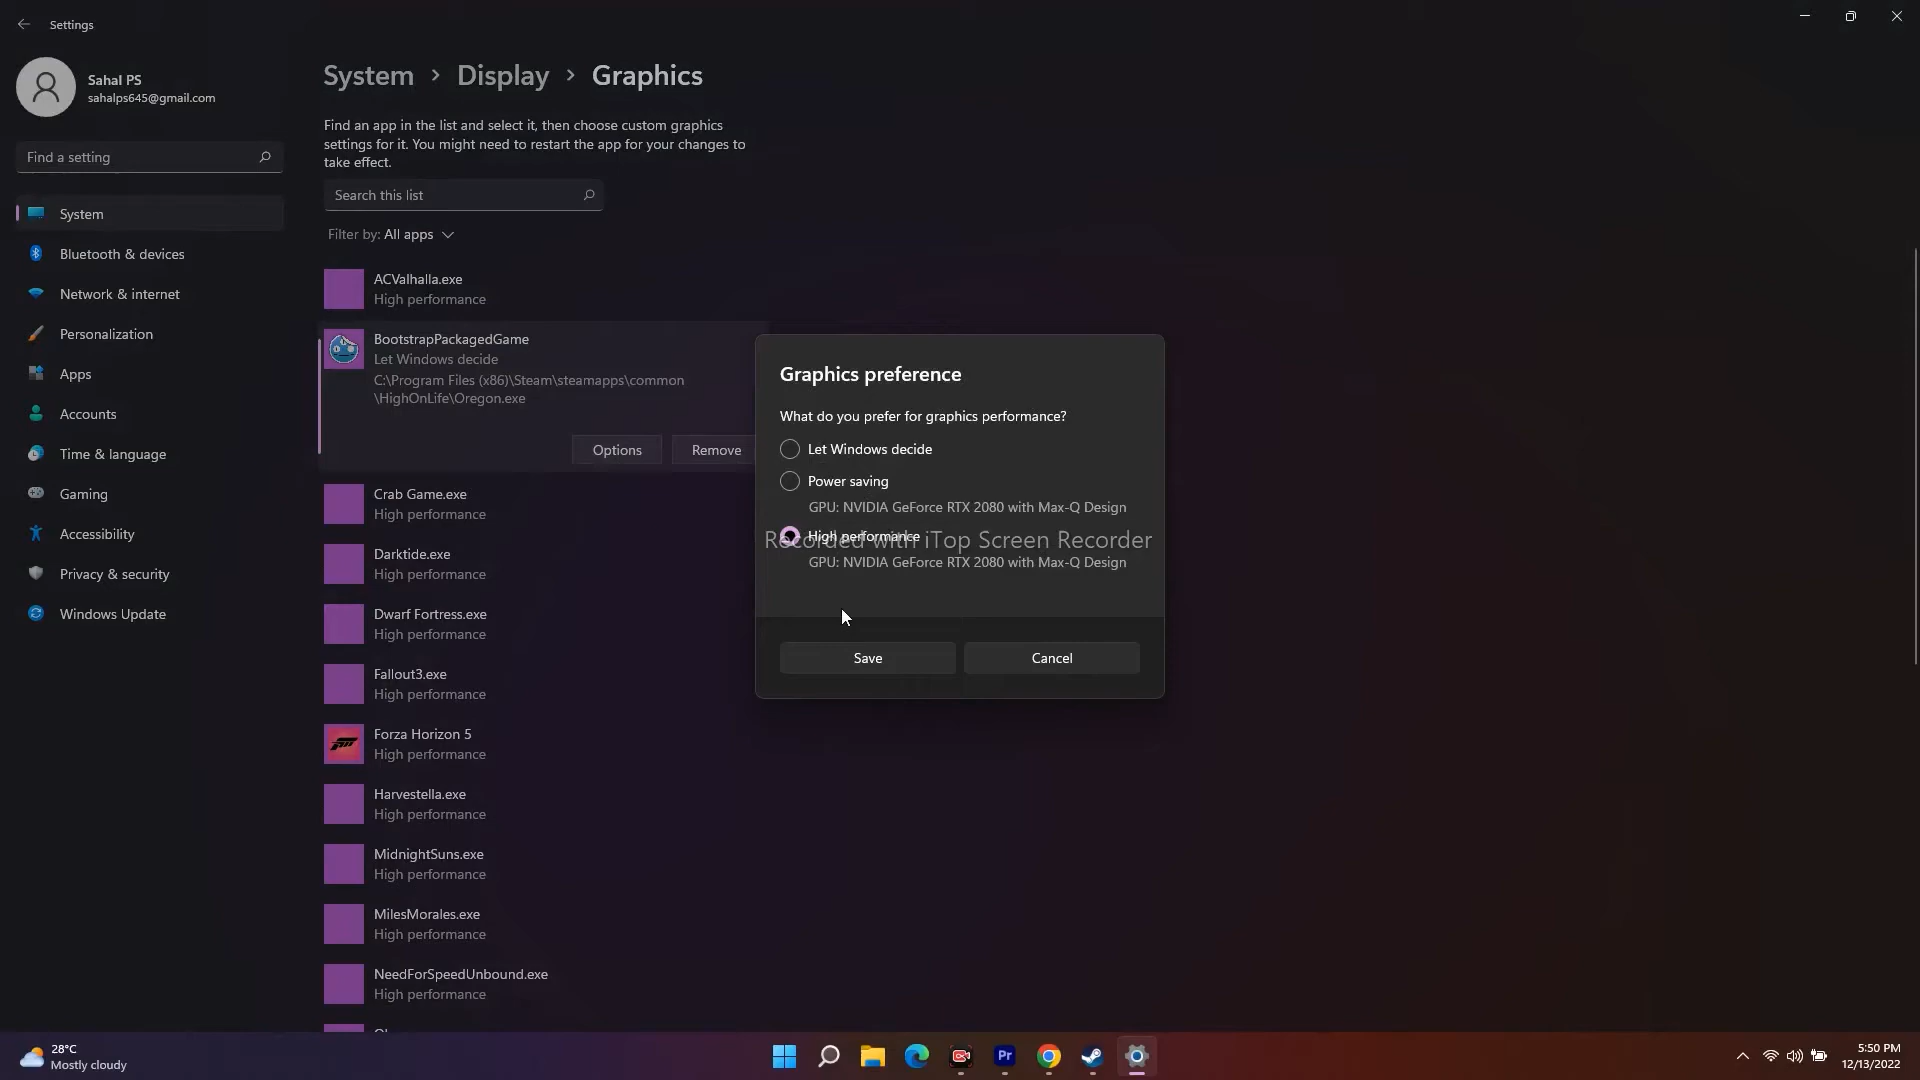 Settings
Sahal PS
sahalps645@gmail.com
Find a setting
System
Bluetooth & devices
Network & internet
Personalization
Apps
Accounts
Time & language
Gaming
Accessibility
Privacy & security
Windows Update
System > Display > Graphics
Find an app in the list and select it, then choose custom graphics
settings for it. You might need to restart the app for your changes to
take effect.
Search this list
Filter by: All apps
ACValhalla.exe
High performance
BootstrapPackagedGame
Let Windows decide
C:\Program Files (x86)\Steam\steamapps\common
\HighOnLife\Oregon.exe
Options
Remove
Crab Game.exe
High performance
Darktide.exe
High performance
Dwarf Fortress.exe
High performance
Fallout3.exe
High performance
Forza Horizon 5
High performance
Harvestella.exe
High performance
MidnightSuns.exe
High performance
MilesMorales.exe
High performance
NeedForSpeedUnbound.exe
High performance
Graphics preference
What do you prefer for graphics performance?
Let Windows decide
Power saving
GPU: NVIDIA GeForce RTX 2080 with Max-Q Design
High performance
Recorded with iTop Screen Recorder
GPU: NVIDIA GeForce RTX 2080 with Max-Q Design
Save
Cancel
28°C
Mostly cloudy
Pr
5:50 PM
12/13/2022